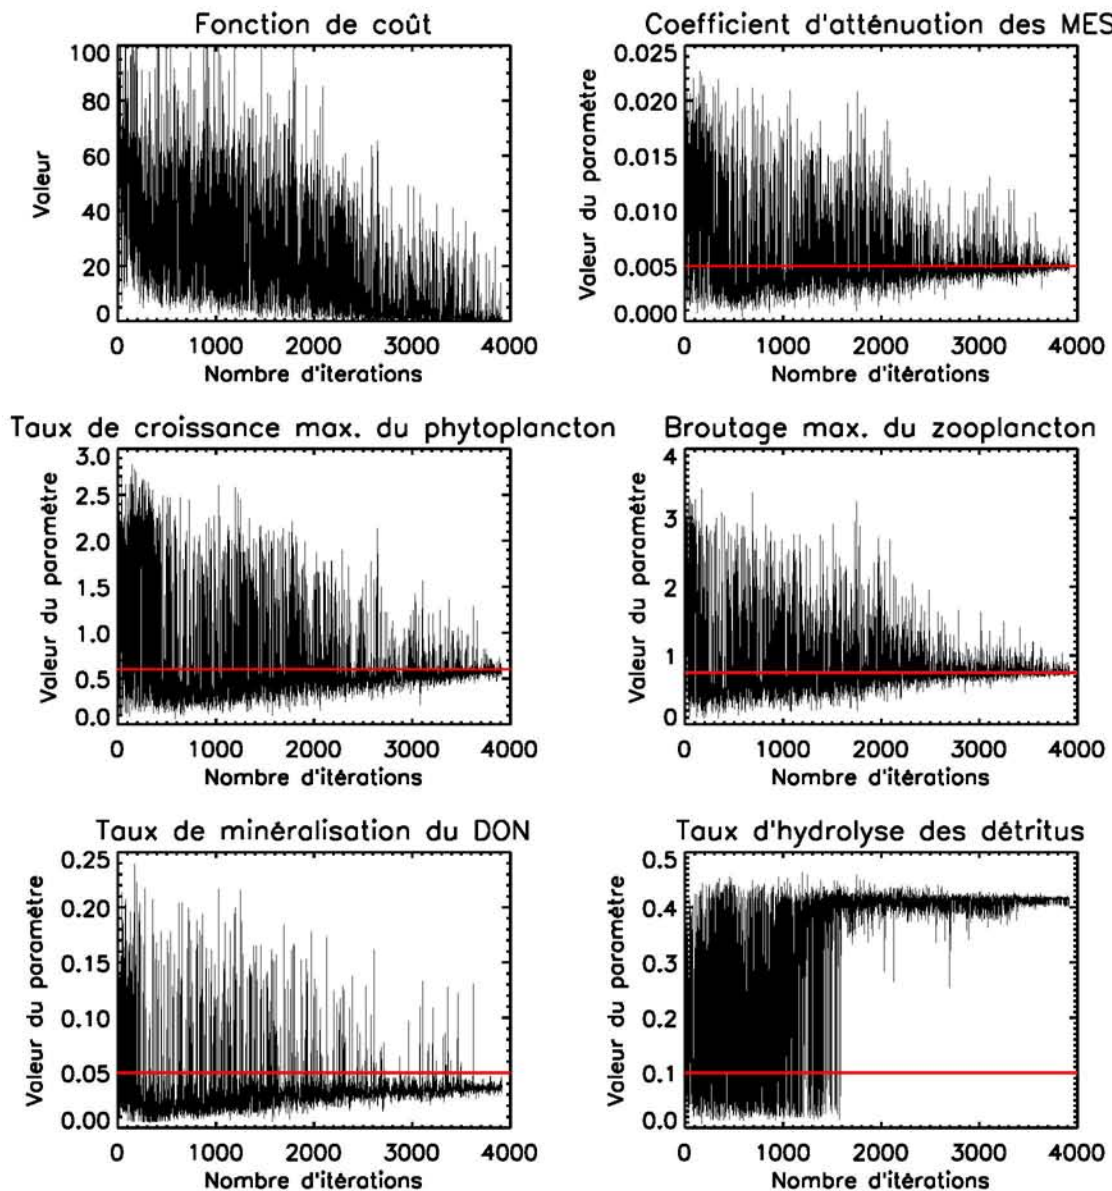 Fonction de coût
100
80
60
40
20
0
Valeur
0 1000 2000 3000 4000
Nombre d'iterations
Coefficient d'atténuation des MES
0.025
0.020
0.015
0.010
0.005
0.000
Valeur du paramètre
0 1000 2000 3000 4000
Nombre d'itérations
Taux de croissance max. du phytoplancton
3.0
2.5
2.0
1.5
1.0
0.5
0.0
Valeur du paramètre
0 1000 2000 3000 4000
Nombre d'itérations
Broutage max. du zooplancton
4
3
2
1
0
Valeur du paramètre
0 1000 2000 3000 4000
Nombre d'itérations
Taux de minéralisation du DON
0.25
0.20
0.15
0.10
0.05
0.00
Valeur du paramètre
0 1000 2000 3000 4000
Nombre d'itérations
Taux d'hydrolyse des détritus
0.5
0.4
0.3
0.2
0.1
0.0
Valeur du paramètre
0 1000 2000 3000 4000
Nombre d'itérations